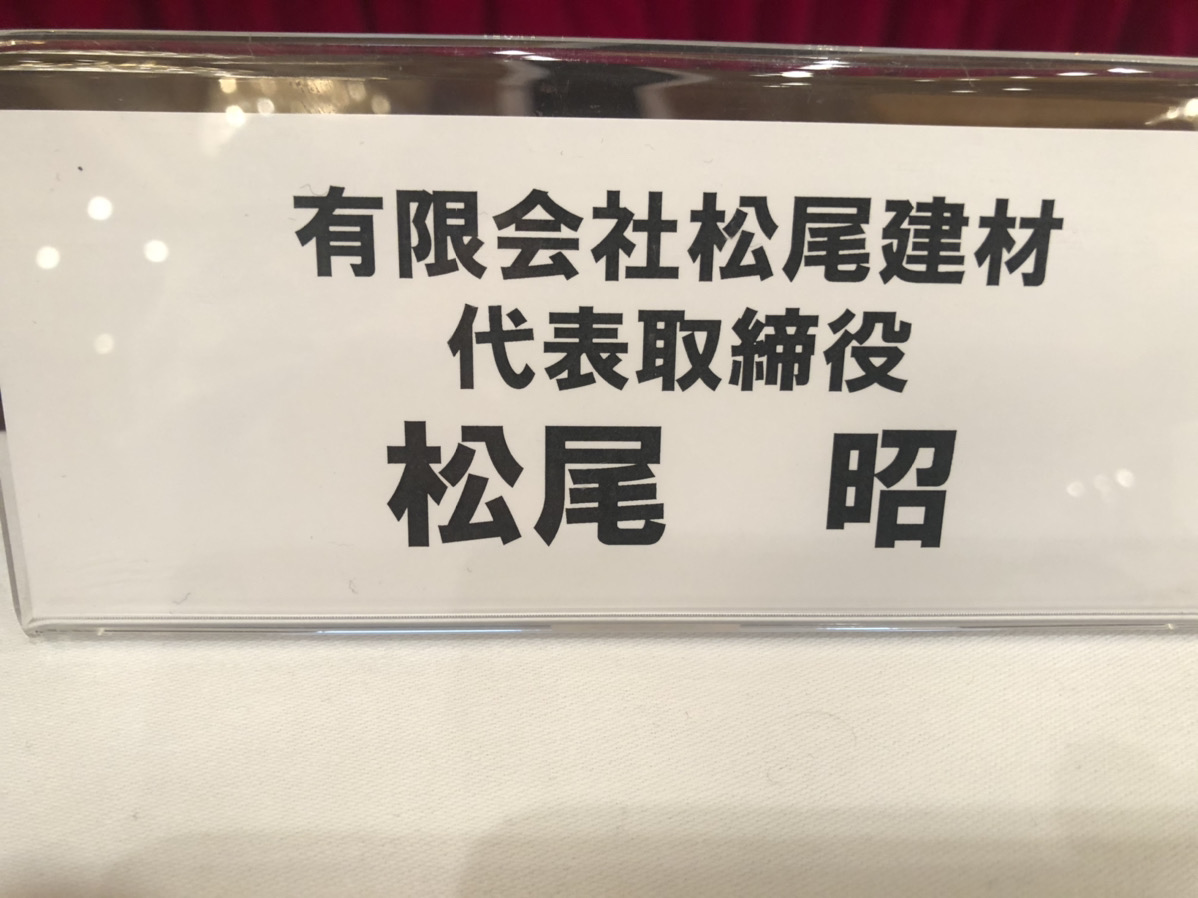 有限会社松尾建材
代表取締役
松尾　昭